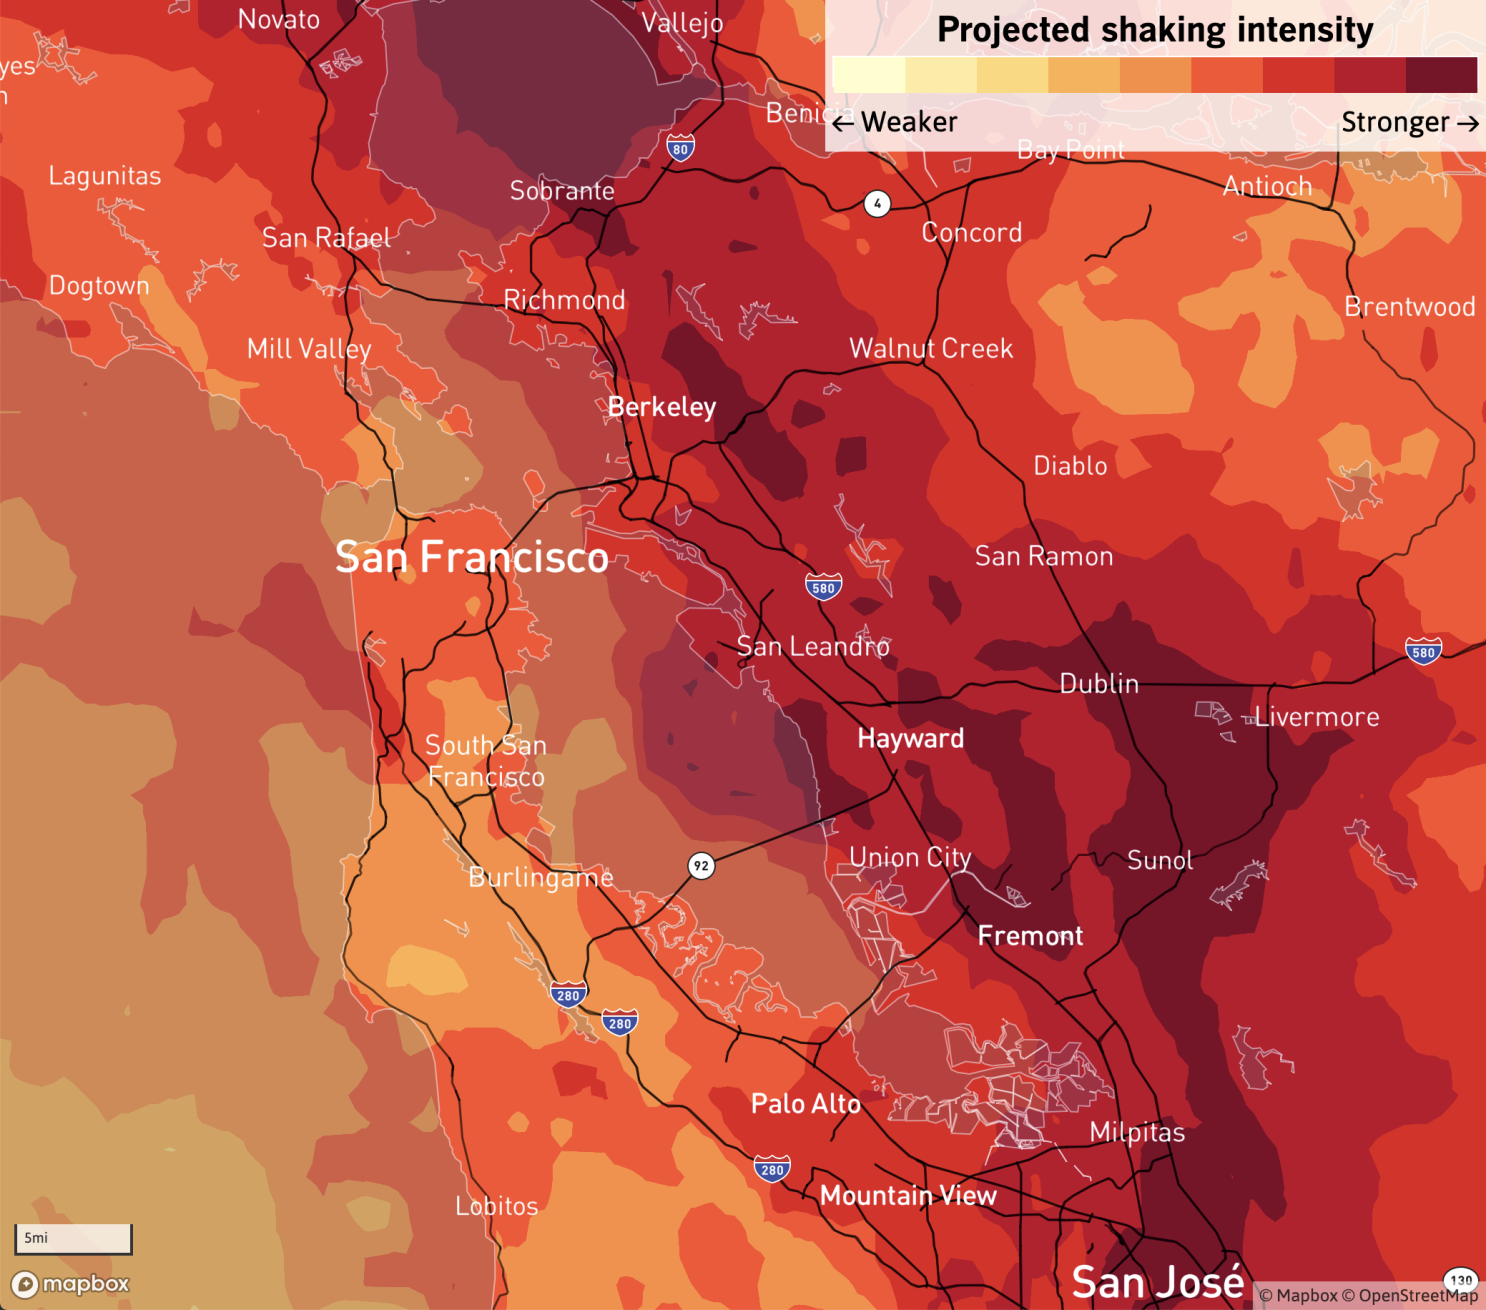 Novato
Vallejo
Projected shaking intensity
yes
n
Benicia
← Weaker
Stronger →
80
Bay Point
Lagunitas
Sobrante
Antioch
4
San Rafael
Concord
Dogtown
Richmond
Brentwood
Mill Valley
Walnut Creek
Berkeley
Diablo
San Francisco
San Ramon
580
San Leandro
580
Dublin
Livermore
South San
Francisco
Hayward
92
Union City
Sunol
Burlingame
Fremont
280
280
Palo Alto
Milpitas
280
Mountain View
Lobitos
5mi
San José
130
mapbox
© Mapbox © OpenStreetMap